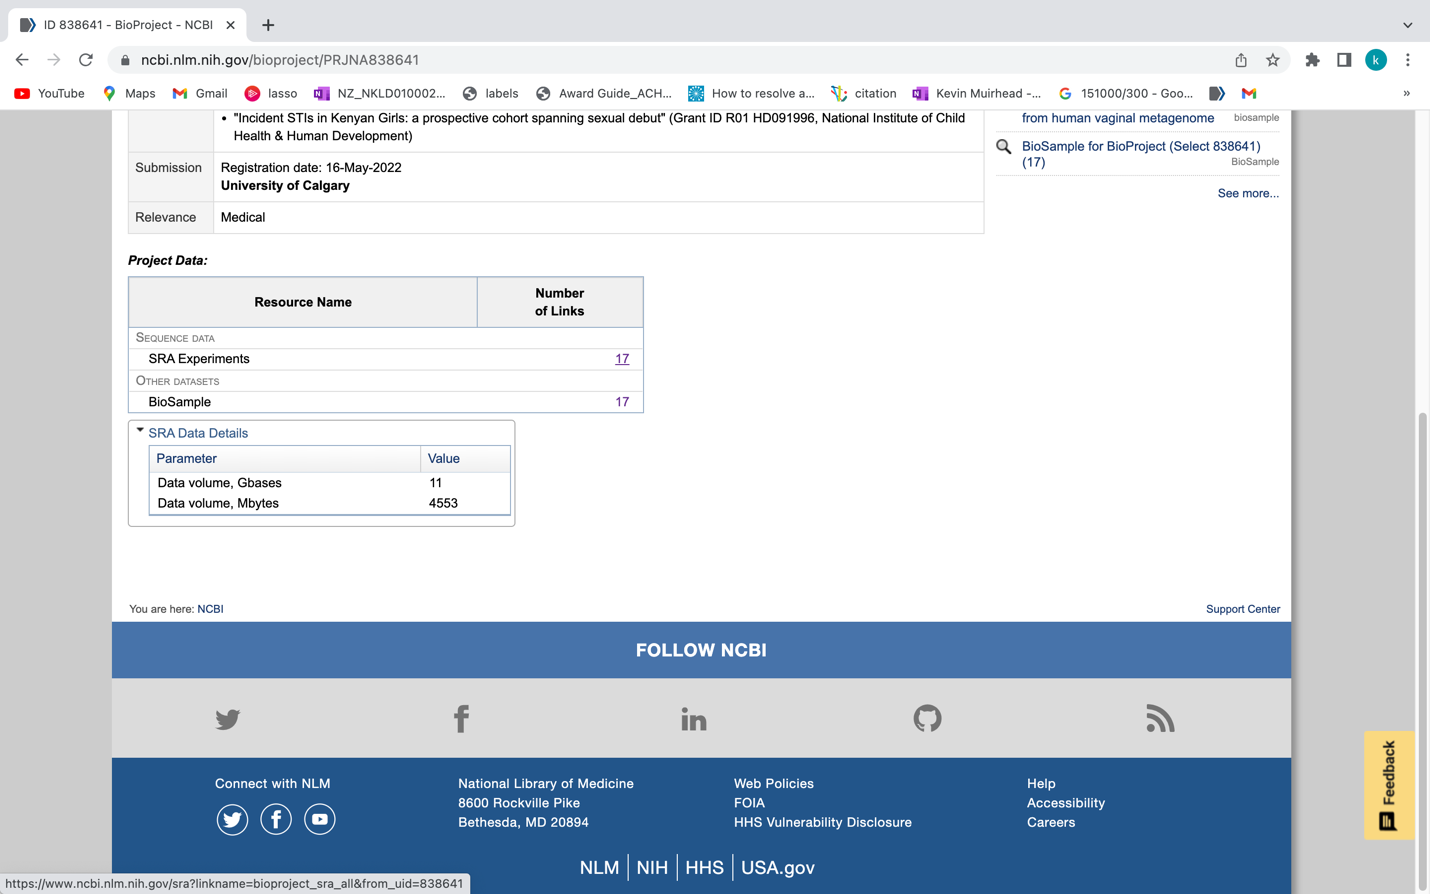 ID 838641 - BioProject - NCBI
ncbi.nlm.nih.gov/bioproject/PRJNA838641
k
YouTube
Maps
Gmail
lasso
NZ_NKLD010002...
labels
Award Guide_ACH...
How to resolve a...
citation
Kevin Muirhead -...
151000/300 - Goo...
»
• "Incident STIs in Kenyan Girls: a prospective cohort spanning sexual debut" (Grant ID R01 HD091996, National Institute of Child
Health & Human Development)
Submission
Registration date: 16-May-2022
University of Calgary
Relevance
Medical
from human vaginal metagenome
biosample
BioSample for BioProject (Select 838641)
(17)
BioSample
See more...
Project Data:
Resource Name
Number
of Links
SEQUENCE DATA
SRA Experiments 17
OTHER DATASETS
BioSample 17
SRA Data Details
Parameter Value
Data volume, Gbases 11
Data volume, Mbytes 4553
You are here: NCBI
Support Center
FOLLOW NCBI
Connect with NLM
National Library of Medicine
8600 Rockville Pike
Bethesda, MD 20894
Web Policies
FOIA
HHS Vulnerability Disclosure
Help
Accessibility
Careers
NLM | NIH | HHS | USA.gov
Feedback
https://www.ncbi.nlm.nih.gov/sra?linkname=bioproject_sra_all&from_uid=838641